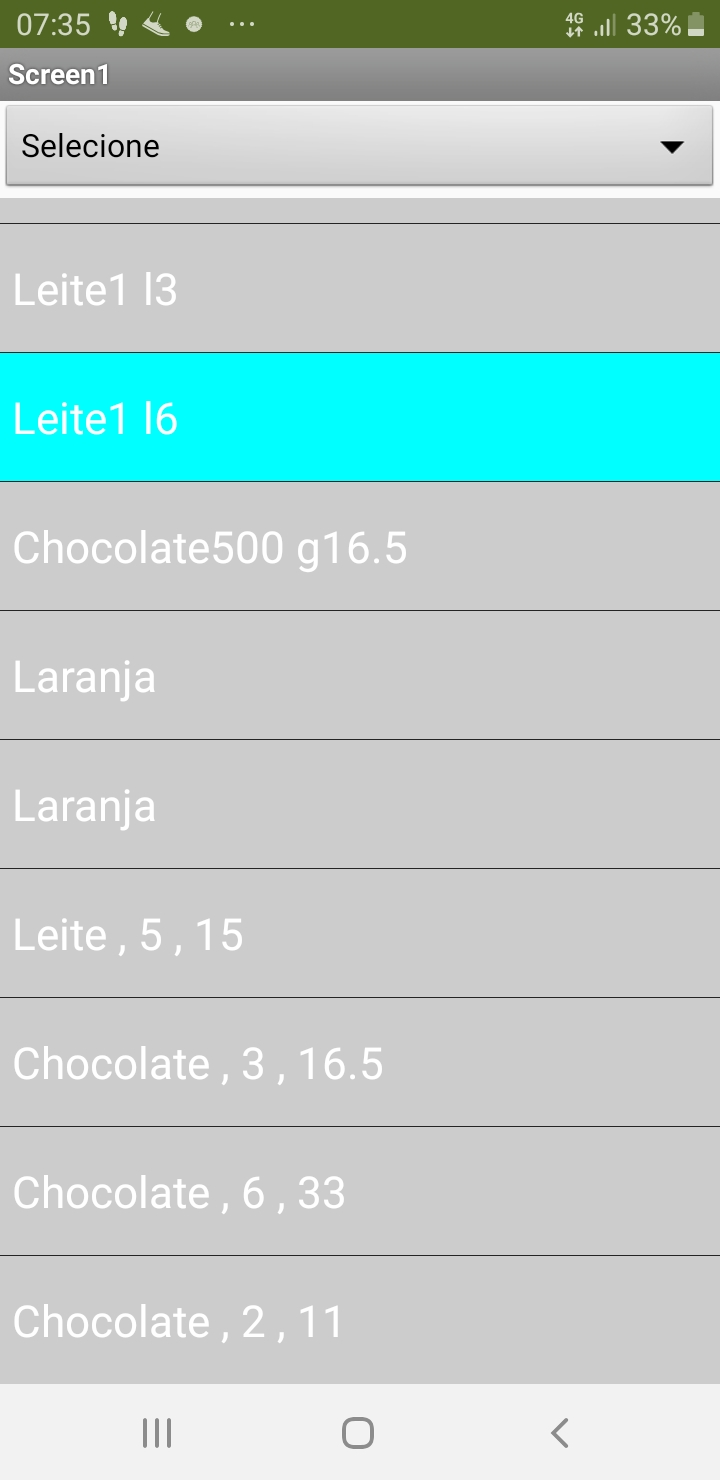 07:35 ... 4G 33%
Screen1
Selecione
Leite1 l3
Leite1 l6
Chocolate500 g16.5
Laranja
Laranja
Leite , 5 , 15
Chocolate , 3 , 16.5
Chocolate , 6 , 33
Chocolate , 2 , 11